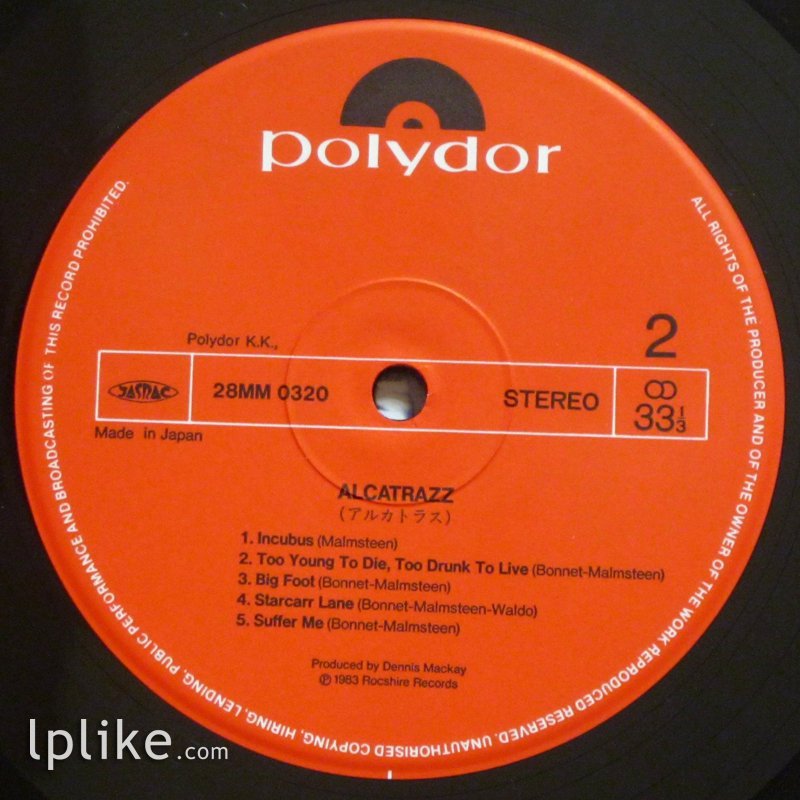 polydor
Polydor K.K.,
2
JASRAC
28MM 0320
STEREO
33 1/3
Made in Japan
ALCATRAZZ
(アルカトラス)
1. Incubus (Malmsteen)
2. Too Young To Die, Too Drunk To Live (Bonnet-Malmsteen)
3. Big Foot (Bonnet-Malmsteen)
4. Starcarr Lane (Bonnet-Malmsteen-Waldo)
5. Suffer Me (Bonnet-Malmsteen)
Produced by Dennis Mackay
℗ 1983 Rocshire Records
ALL RIGHTS OF THE PRODUCER AND OF THE OWNER OF THE WORK REPRODUCED RESERVED. UNAUTHORISED COPYING, HIRING, LENDING, PUBLIC PERFORMANCE AND BROADCASTING OF THIS RECORD PROHIBITED.
lplike.com